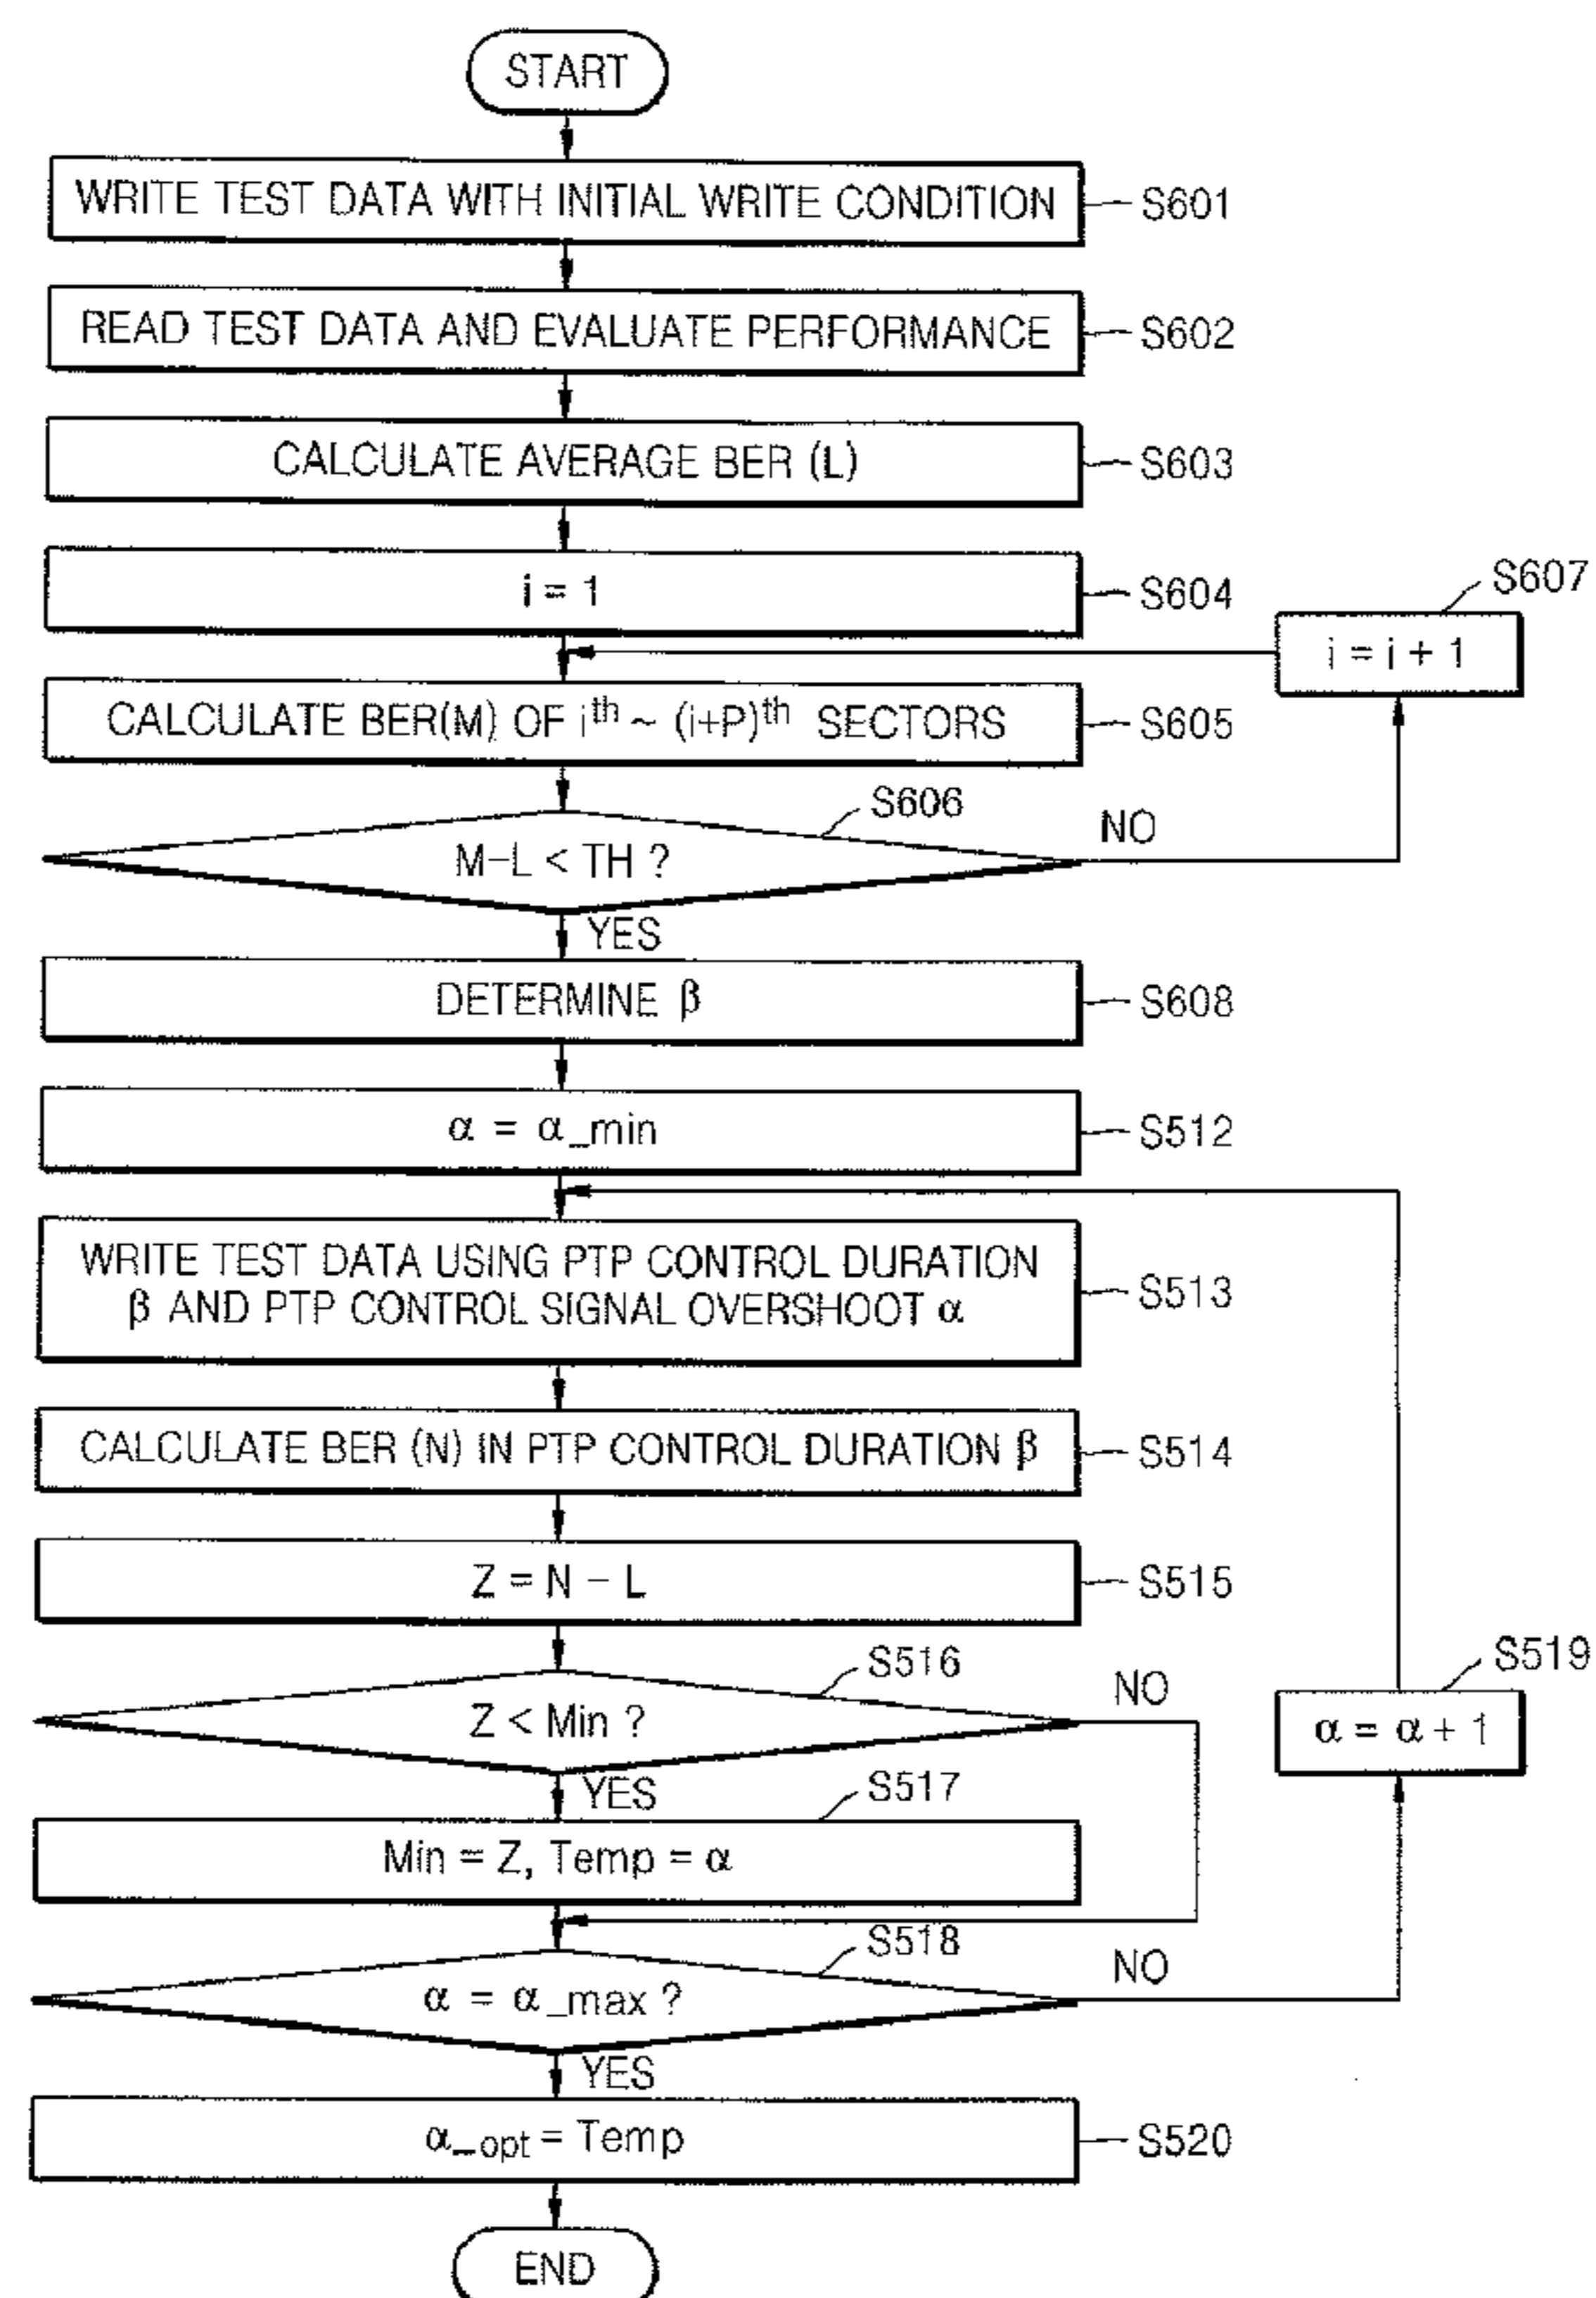 START
WRITE TEST DATA WITH INITIAL WRITE CONDITION
S601
READ TEST DATA AND EVALUATE PERFORMANCE
S602
CALCULATE AVERAGE BER (L)
S603
i = 1
S604
S607
i = i + 1
CALCULATE BER(M) OF iᵗʰ ~ (i+P)ᵗʰ SECTORS
S605
S606
M-L < TH ?
NO
YES
DETERMINE β
S608
α = α_min
S512
WRITE TEST DATA USING PTP CONTROL DURATION
β AND PTP CONTROL SIGNAL OVERSHOOT α
S513
CALCULATE BER (N) IN PTP CONTROL DURATION β
S514
Z = N - L
S515
S516
Z < Min ?
NO
S519
α = α + 1
YES
S517
Min = Z, Temp = α
S518
α = α_max ?
NO
YES
α_opt = Temp
S520
END